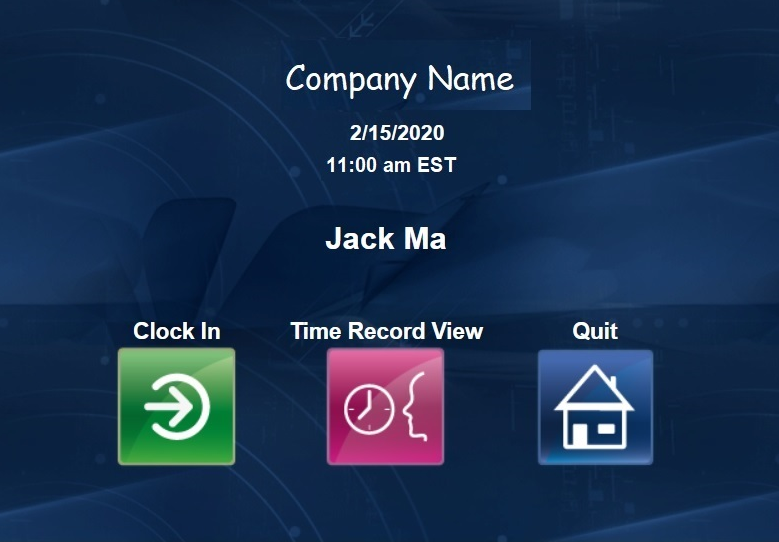 Company Name
2/15/2020
11:00 am EST
Jack Ma
Clock In
Time Record View
Quit